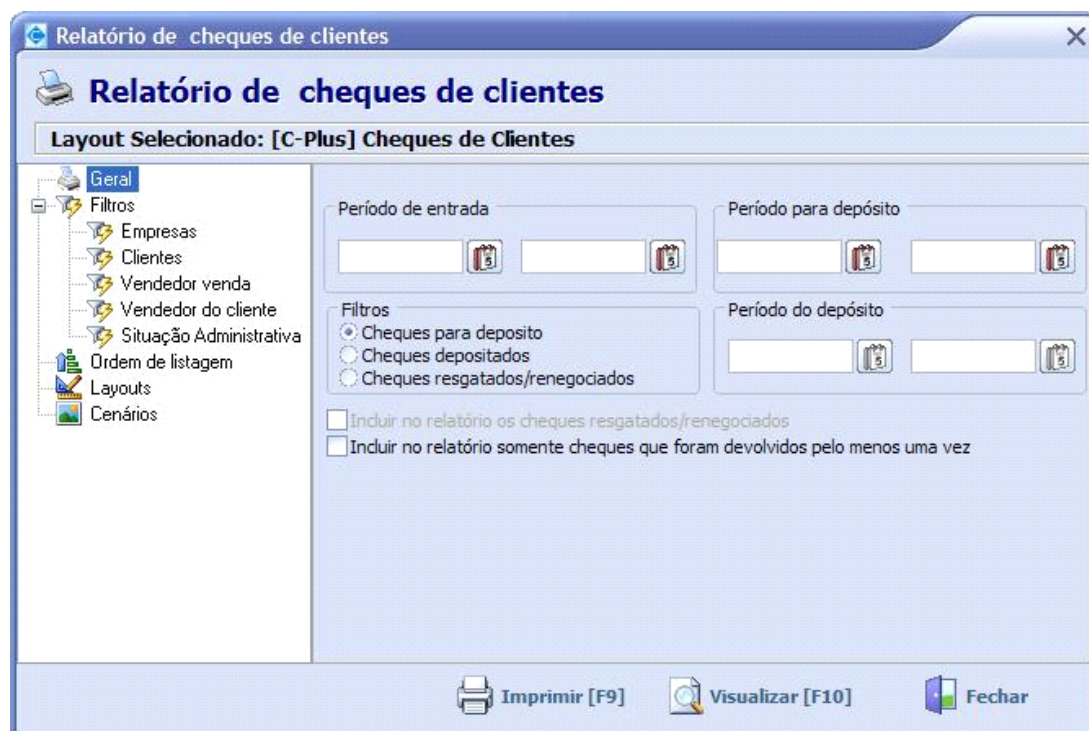 Relatório de cheques de clientes
Relatório de cheques de clientes
Layout Selecionado: [C-Plus] Cheques de Clientes
Geral
Filtros
Empresas
Clientes
Vendedor venda
Vendedor do cliente
Situação Administrativa
Ordem de listagem
Layouts
Cenários
Período de entrada
Período para depósito
Filtros
Cheques para deposito
Cheques depositados
Cheques resgatados/renegociados
Período do depósito
Incluir no relatório os cheques resgatados/renegociados
Incluir no relatório somente cheques que foram devolvidos pelo menos uma vez
Imprimir [F9]
Visualizar [F10]
Fechar